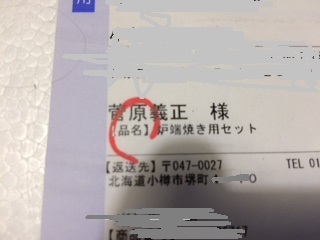 用
菅原義正 様
【品名】炉端焼き用セット
【返送先】〒047-0027 TEL 01
北海道小樽市堺町